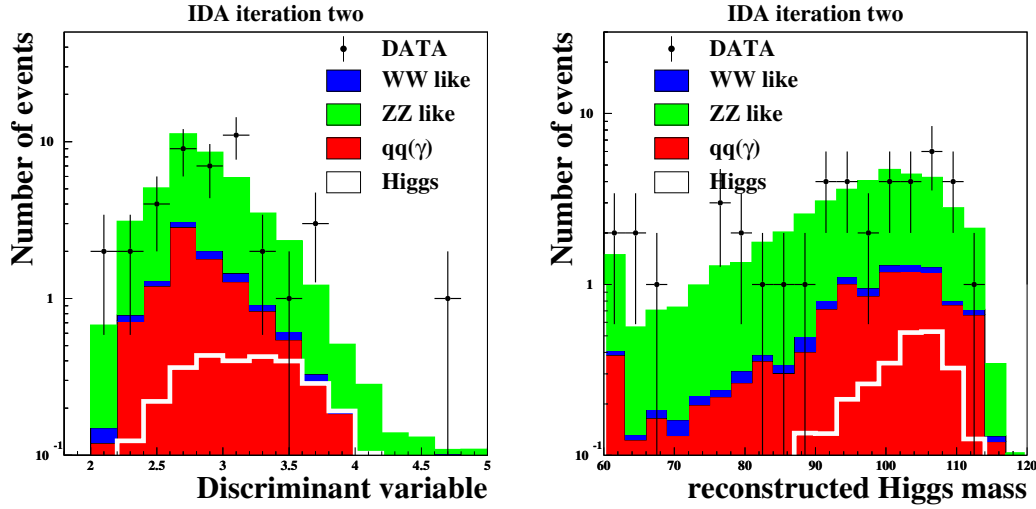 IDA iteration two
Number of events
DATA
WW like
ZZ like
qq(γ)
Higgs
10
1
10 -1
2 2.5 3 3.5 4 4.5 5
Discriminant variable
IDA iteration two
Number of events
DATA
WW like
ZZ like
qq(γ)
Higgs
10
1
10 -1
60 70 80 90 100 110 120
reconstructed Higgs mass